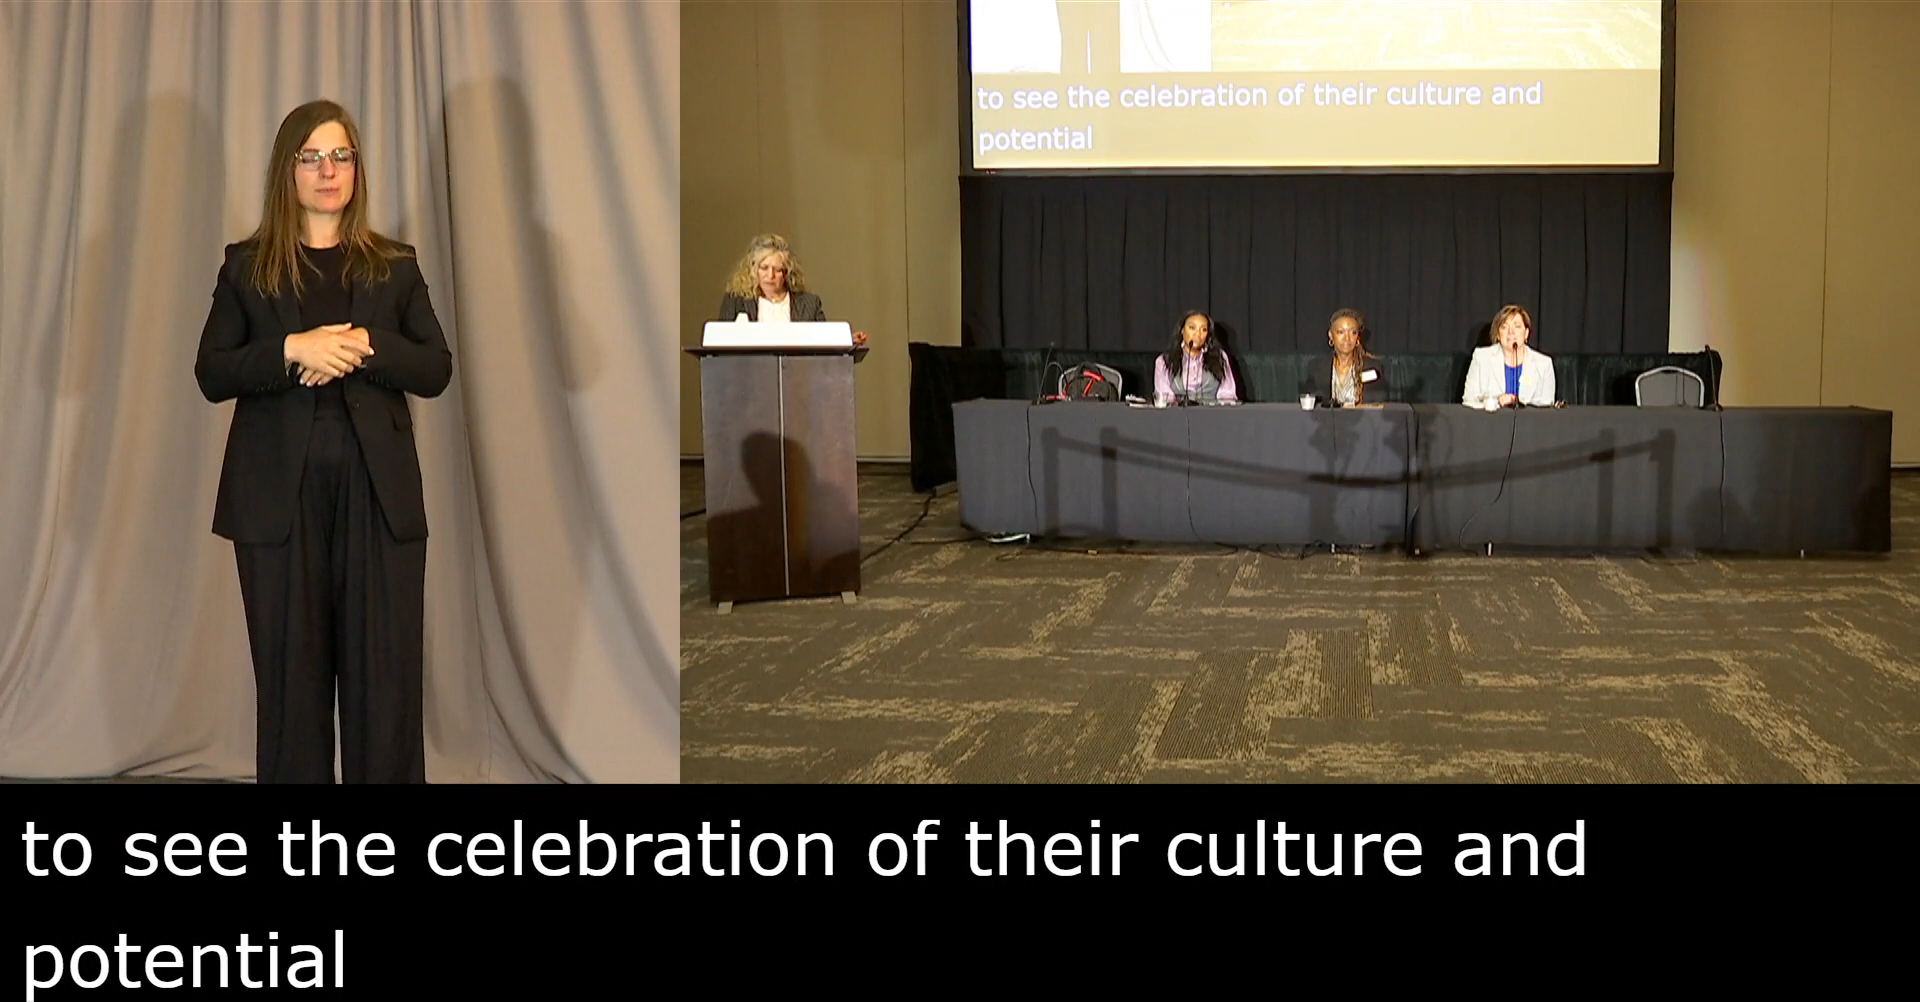 to see the celebration of their culture and
potential
to see the celebration of their culture and
potential